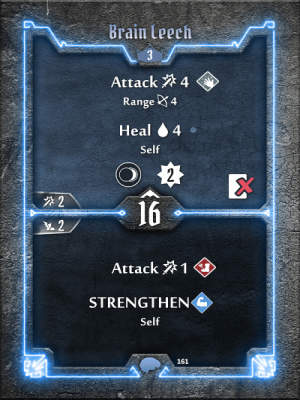 Brain Leech
3
Attack 4
Range 4
Heal 4
Self
2
2
16
2
Attack 1
STRENGTHEN
Self
161